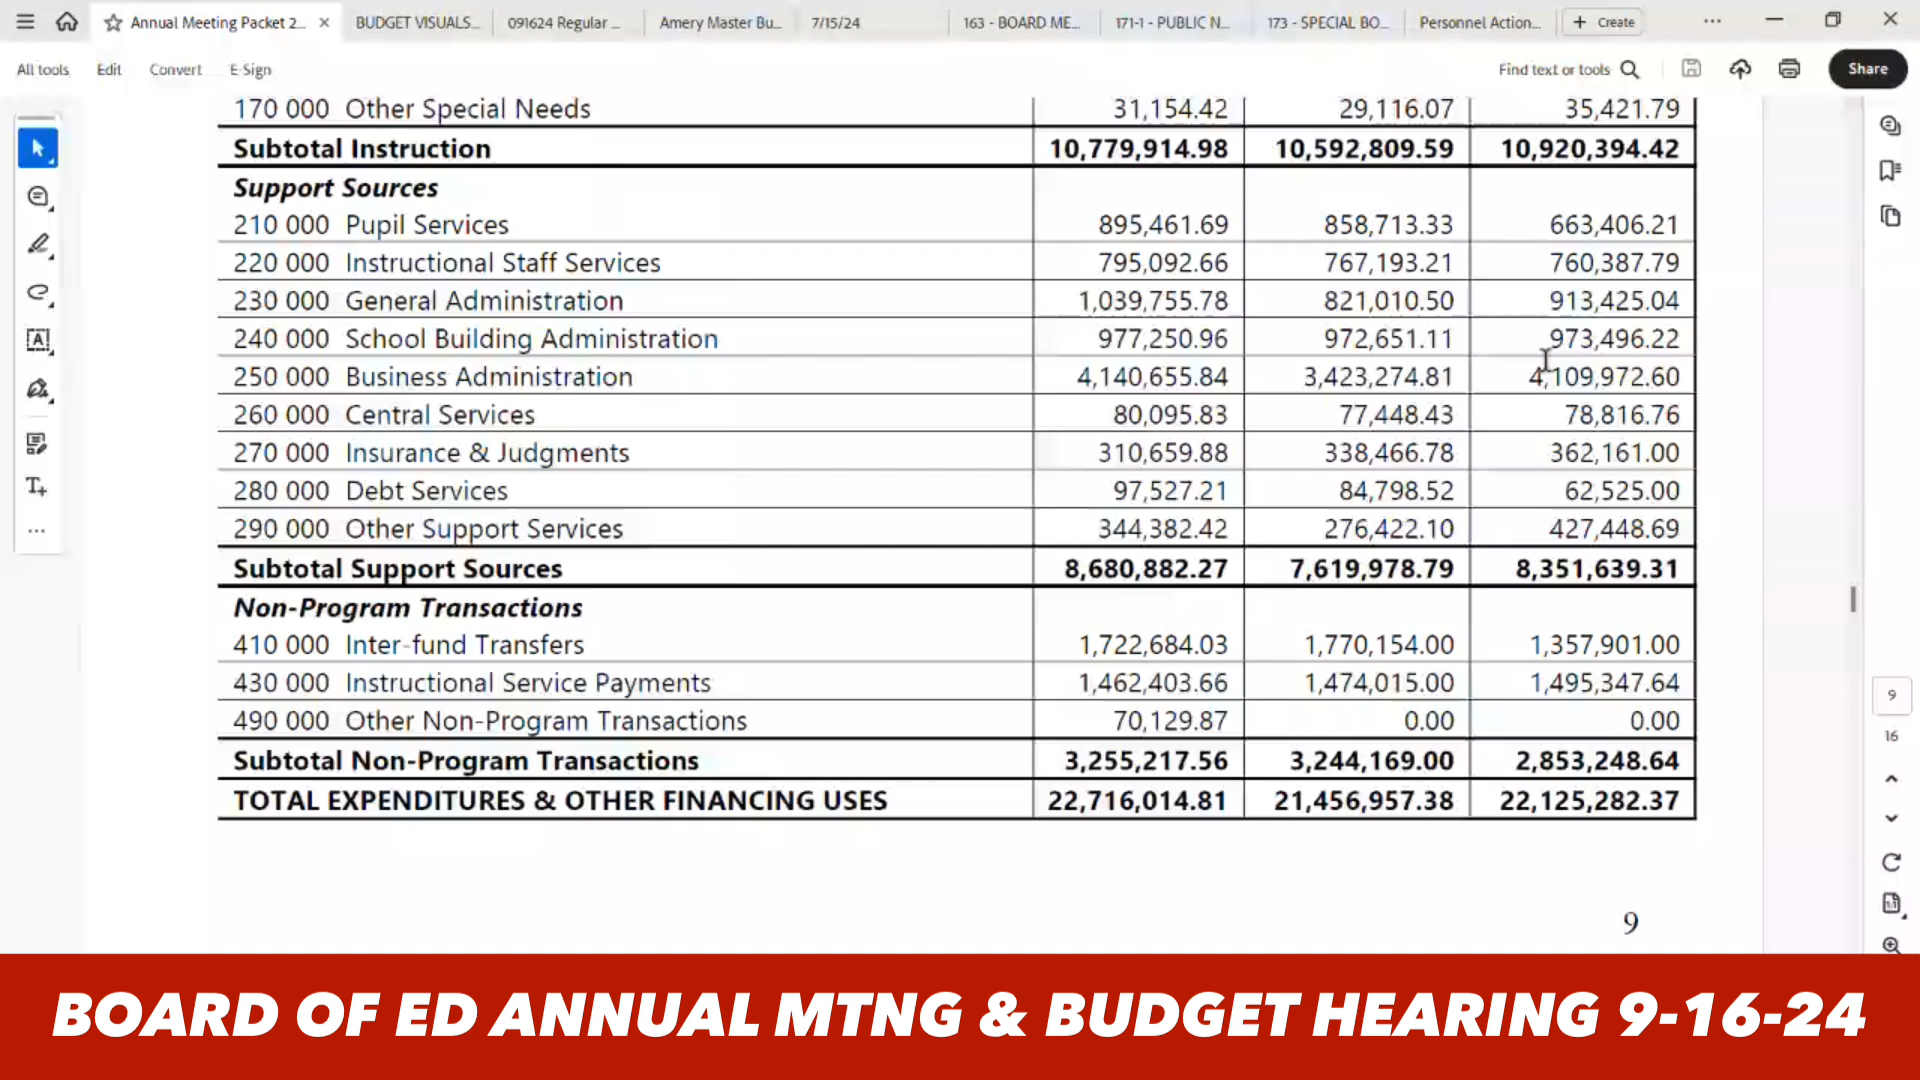 Annual Meeting Packet 2...
BUDGET VISUALS...
091624 Regular ...
Amery Master Bu...
7/15/24
163 - BOARD ME...
171-1 - PUBLIC N...
173 - SPECIAL BO...
Personnel Action...
+ Create
All tools
Edit
Convert
E-Sign
Find text or tools
Share
170 000 Other Special Needs 31,154.42 29,116.07 35,421.79
Subtotal Instruction 10,779,914.98 10,592,809.59 10,920,394.42
Support Sources
210 000 Pupil Services 895,461.69 858,713.33 663,406.21
220 000 Instructional Staff Services 795,092.66 767,193.21 760,387.79
230 000 General Administration 1,039,755.78 821,010.50 913,425.04
240 000 School Building Administration 977,250.96 972,651.11 973,496.22
250 000 Business Administration 4,140,655.84 3,423,274.81 4,109,972.60
260 000 Central Services 80,095.83 77,448.43 78,816.76
270 000 Insurance & Judgments 310,659.88 338,466.78 362,161.00
280 000 Debt Services 97,527.21 84,798.52 62,525.00
290 000 Other Support Services 344,382.42 276,422.10 427,448.69
Subtotal Support Sources 8,680,882.27 7,619,978.79 8,351,639.31
Non-Program Transactions
410 000 Inter-fund Transfers 1,722,684.03 1,770,154.00 1,357,901.00
430 000 Instructional Service Payments 1,462,403.66 1,474,015.00 1,495,347.64
490 000 Other Non-Program Transactions 70,129.87 0.00 0.00
Subtotal Non-Program Transactions 3,255,217.56 3,244,169.00 2,853,248.64
TOTAL EXPENDITURES & OTHER FINANCING USES 22,716,014.81 21,456,957.38 22,125,282.37
9
9
16
BOARD OF ED ANNUAL MTNG & BUDGET HEARING 9-16-24